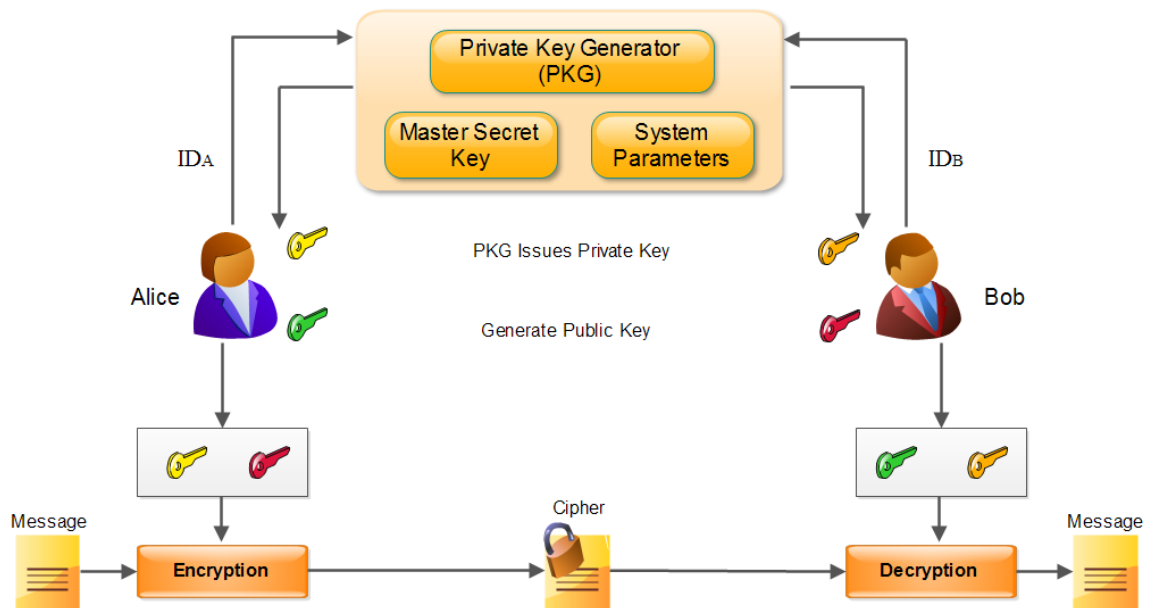 Private Key Generator
(PKG)
Master Secret
Key
System
Parameters
IDA
IDB
PKG Issues Private Key
Alice
Bob
Generate Public Key
Message
Cipher
Message
Encryption
Decryption